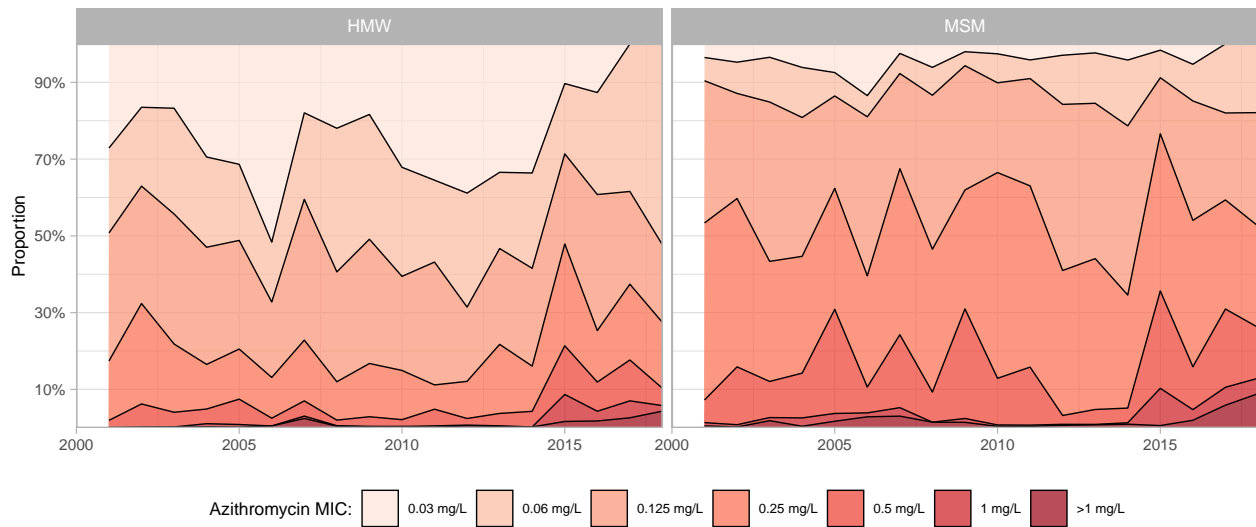 HMW MSM
Proportion
90%
70%
50%
30%
10%
2000 2005 2010 2015 2000 2005 2010 2015
Azithromycin MIC: 0.03 mg/L 0.06 mg/L 0.125 mg/L 0.25 mg/L 0.5 mg/L 1 mg/L >1 mg/L